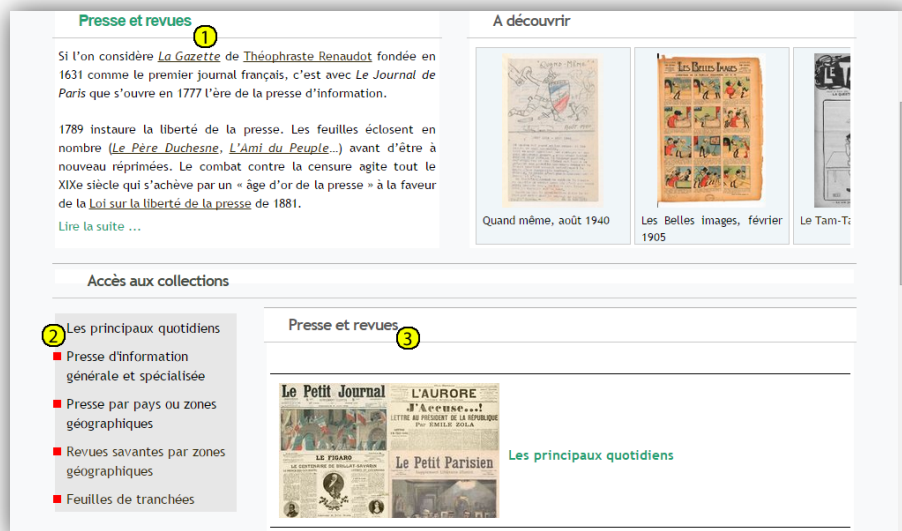 Presse et revues
1
Si l'on considère La Gazette de Théophraste Renaudot fondée en
1631 comme le premier journal français, c'est avec Le Journal de
Paris que s'ouvre en 1777 l'ère de la presse d'information.
1789 instaure la liberté de la presse. Les feuilles éclosent en
nombre (Le Père Duchesne, L'Ami du Peuple…) avant d'être à
nouveau réprimées. Le combat contre la censure agite tout le
XIXe siècle qui s'achève par un « âge d'or de la presse » à la faveur
de la Loi sur la liberté de la presse de 1881.
Lire la suite ...
A découvrir
LES BELLES IMAGES
Quand même, août 1940
Les Belles images, février
1905
Le Tam-Ta
Accès aux collections
2
Les principaux quotidiens
Presse d'information
générale et spécialisée
Presse par pays ou zones
géographiques
Revues savantes par zones
géographiques
Feuilles de tranchées
Presse et revues
3
Le Petit Journal
L'AURORE
J'Accuse...!
LETTRE AU PRÉSIDENT DE LA RÉPUBLIQUE
Par ÉMILE ZOLA
LE FIGARO
LE CENTENAIRE DE BRILLAT-SAVARIN
Le Petit Parisien
Les principaux quotidiens